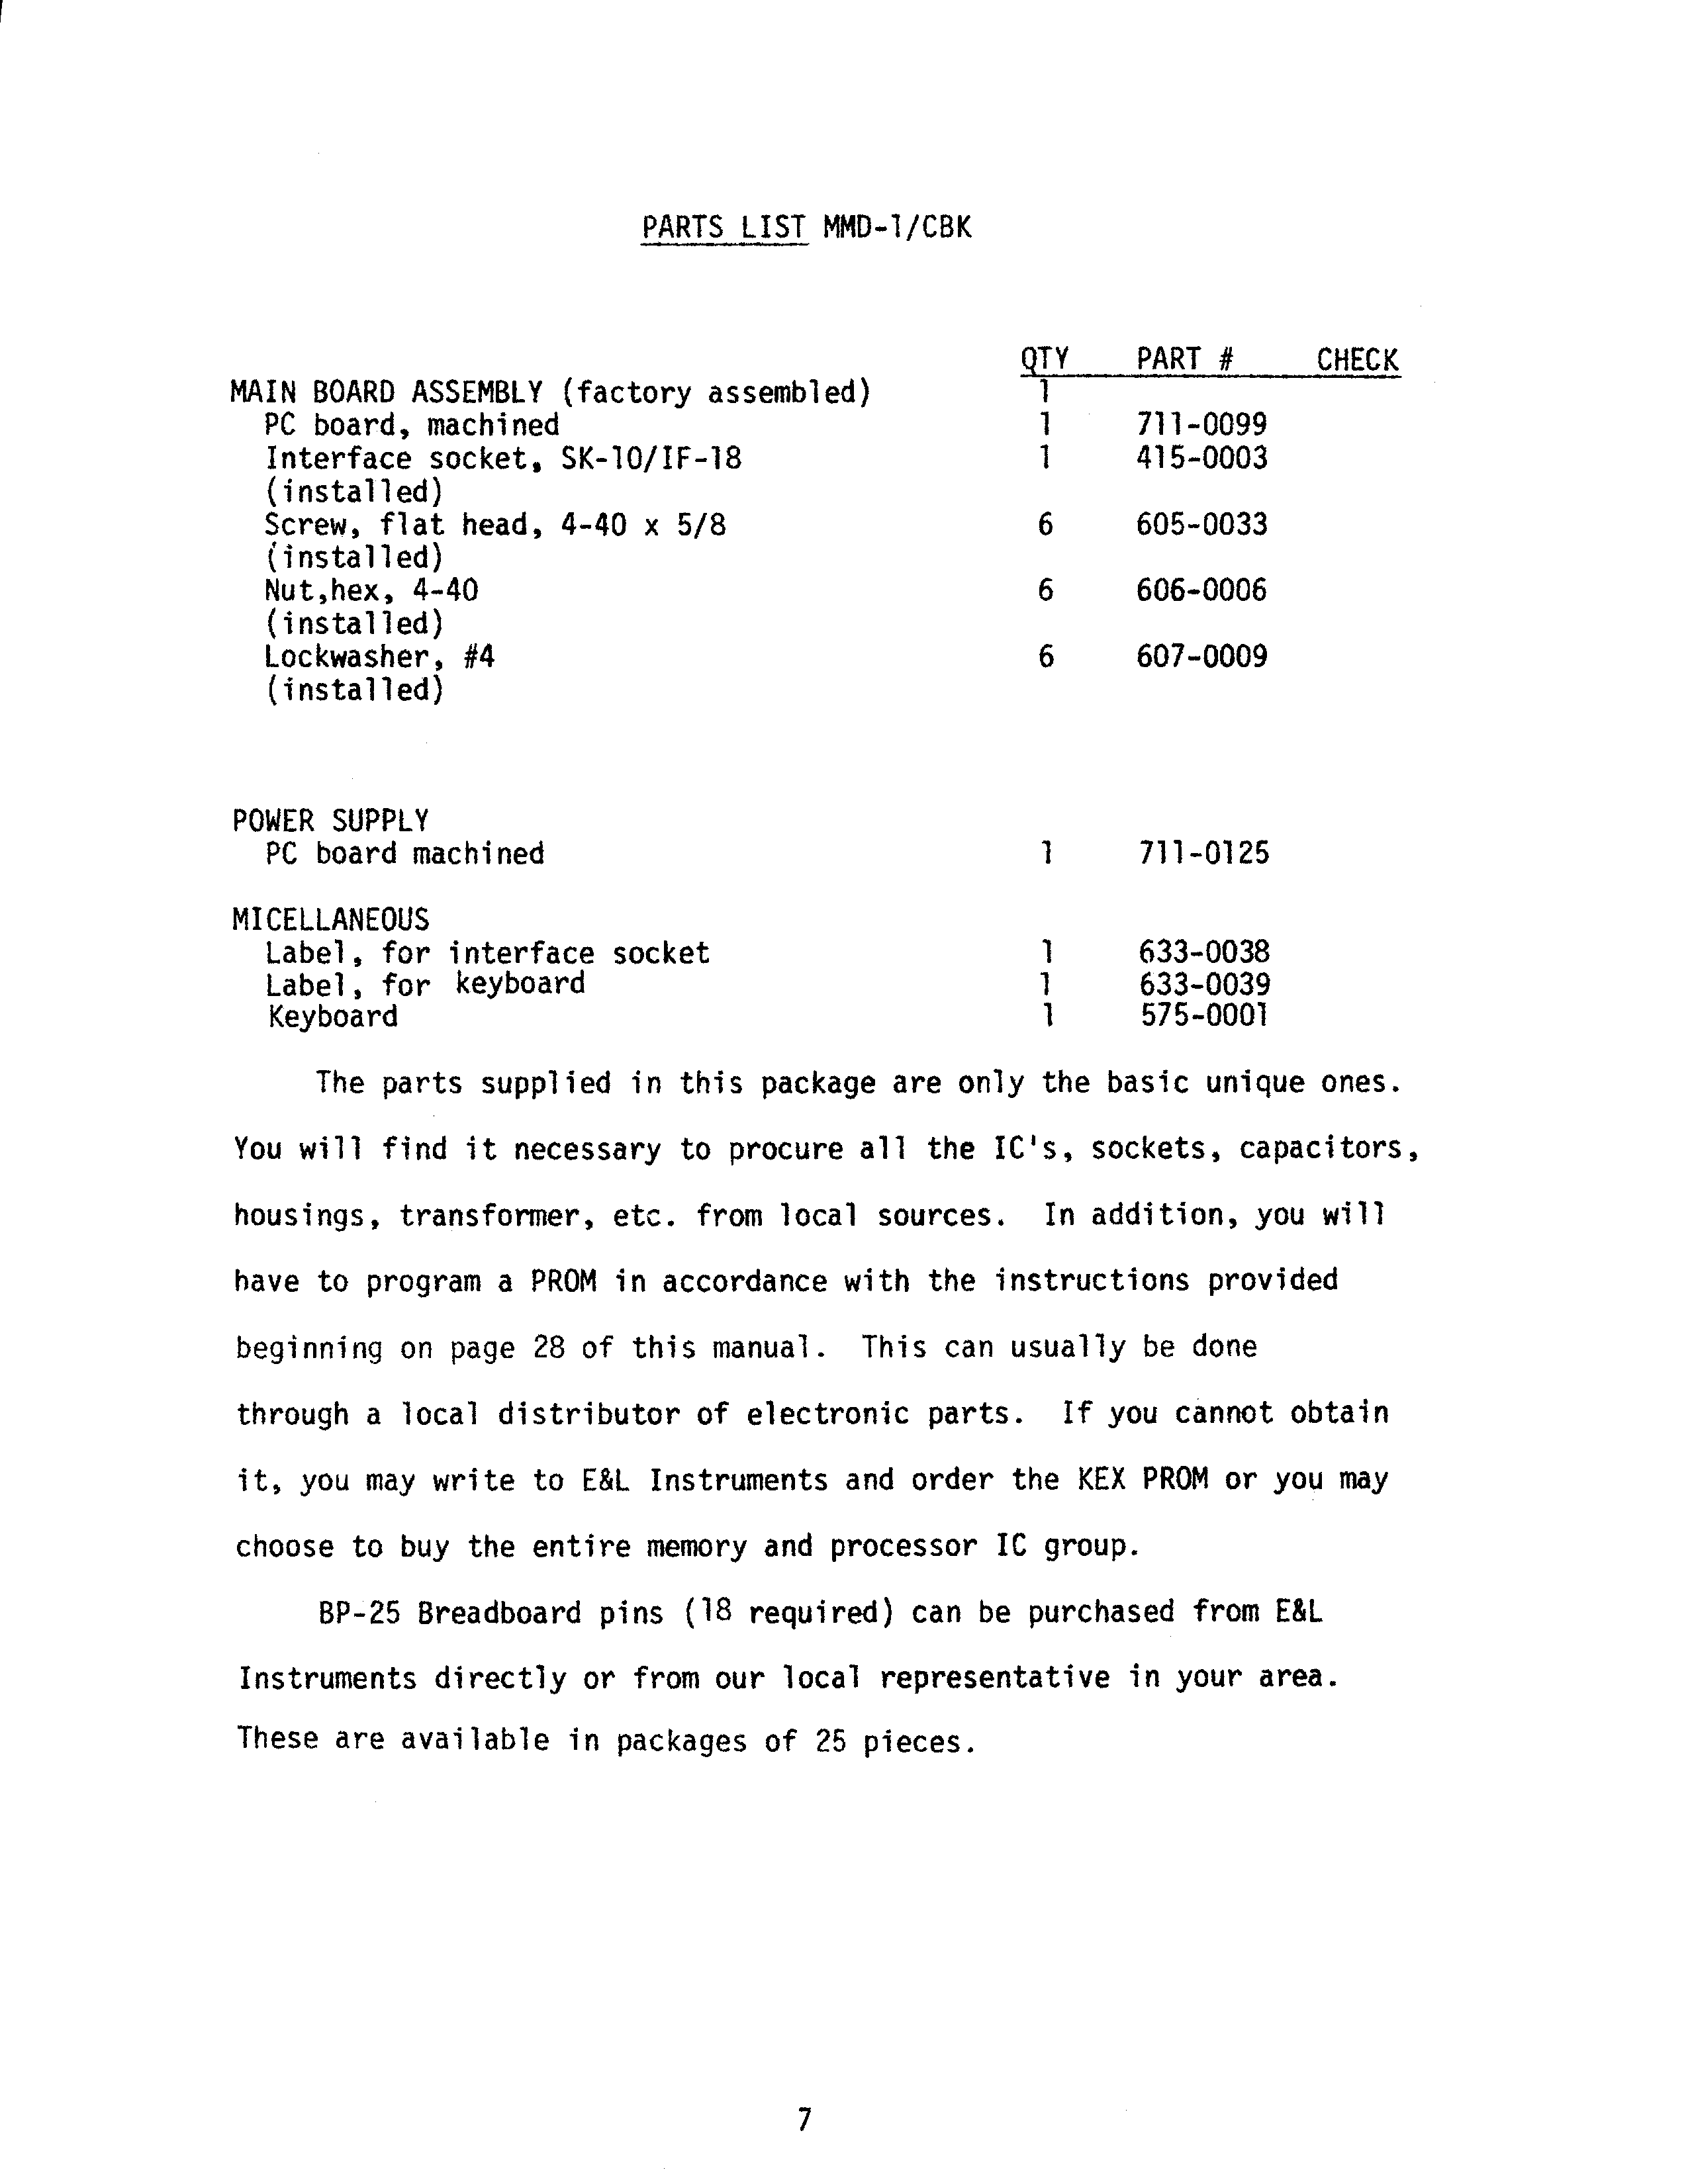 PARTS LIST MMD-1/CBK
QTY PART # CHECK
MAIN BOARD ASSEMBLY (factory assembled) 1
PC board, machined 1 711-0099
Interface socket, SK-10/IF-18 1 415-0003
(installed)
Screw, flat head, 4-40 x 5/8 6 605-0033
(installed)
Nut,hex, 4-40 6 606-0006
(installed)
Lockwasher, #4 6 607-0009
(installed)
POWER SUPPLY
PC board machined 1 711-0125
MICELLANEOUS
Label, for interface socket 1 633-0038
Label, for keyboard 1 633-0039
Keyboard 1 575-0001
The parts supplied in this package are only the basic unique ones.
You will find it necessary to procure all the IC's, sockets, capacitors,
housings, transformer, etc. from local sources. In addition, you will
have to program a PROM in accordance with the instructions provided
beginning on page 28 of this manual. This can usually be done
through a local distributor of electronic parts. If you cannot obtain
it, you may write to E&L Instruments and order the KEX PROM or you may
choose to buy the entire memory and processor IC group.
BP-25 Breadboard pins (18 required) can be purchased from E&L
Instruments directly or from our local representative in your area.
These are available in packages of 25 pieces.
7